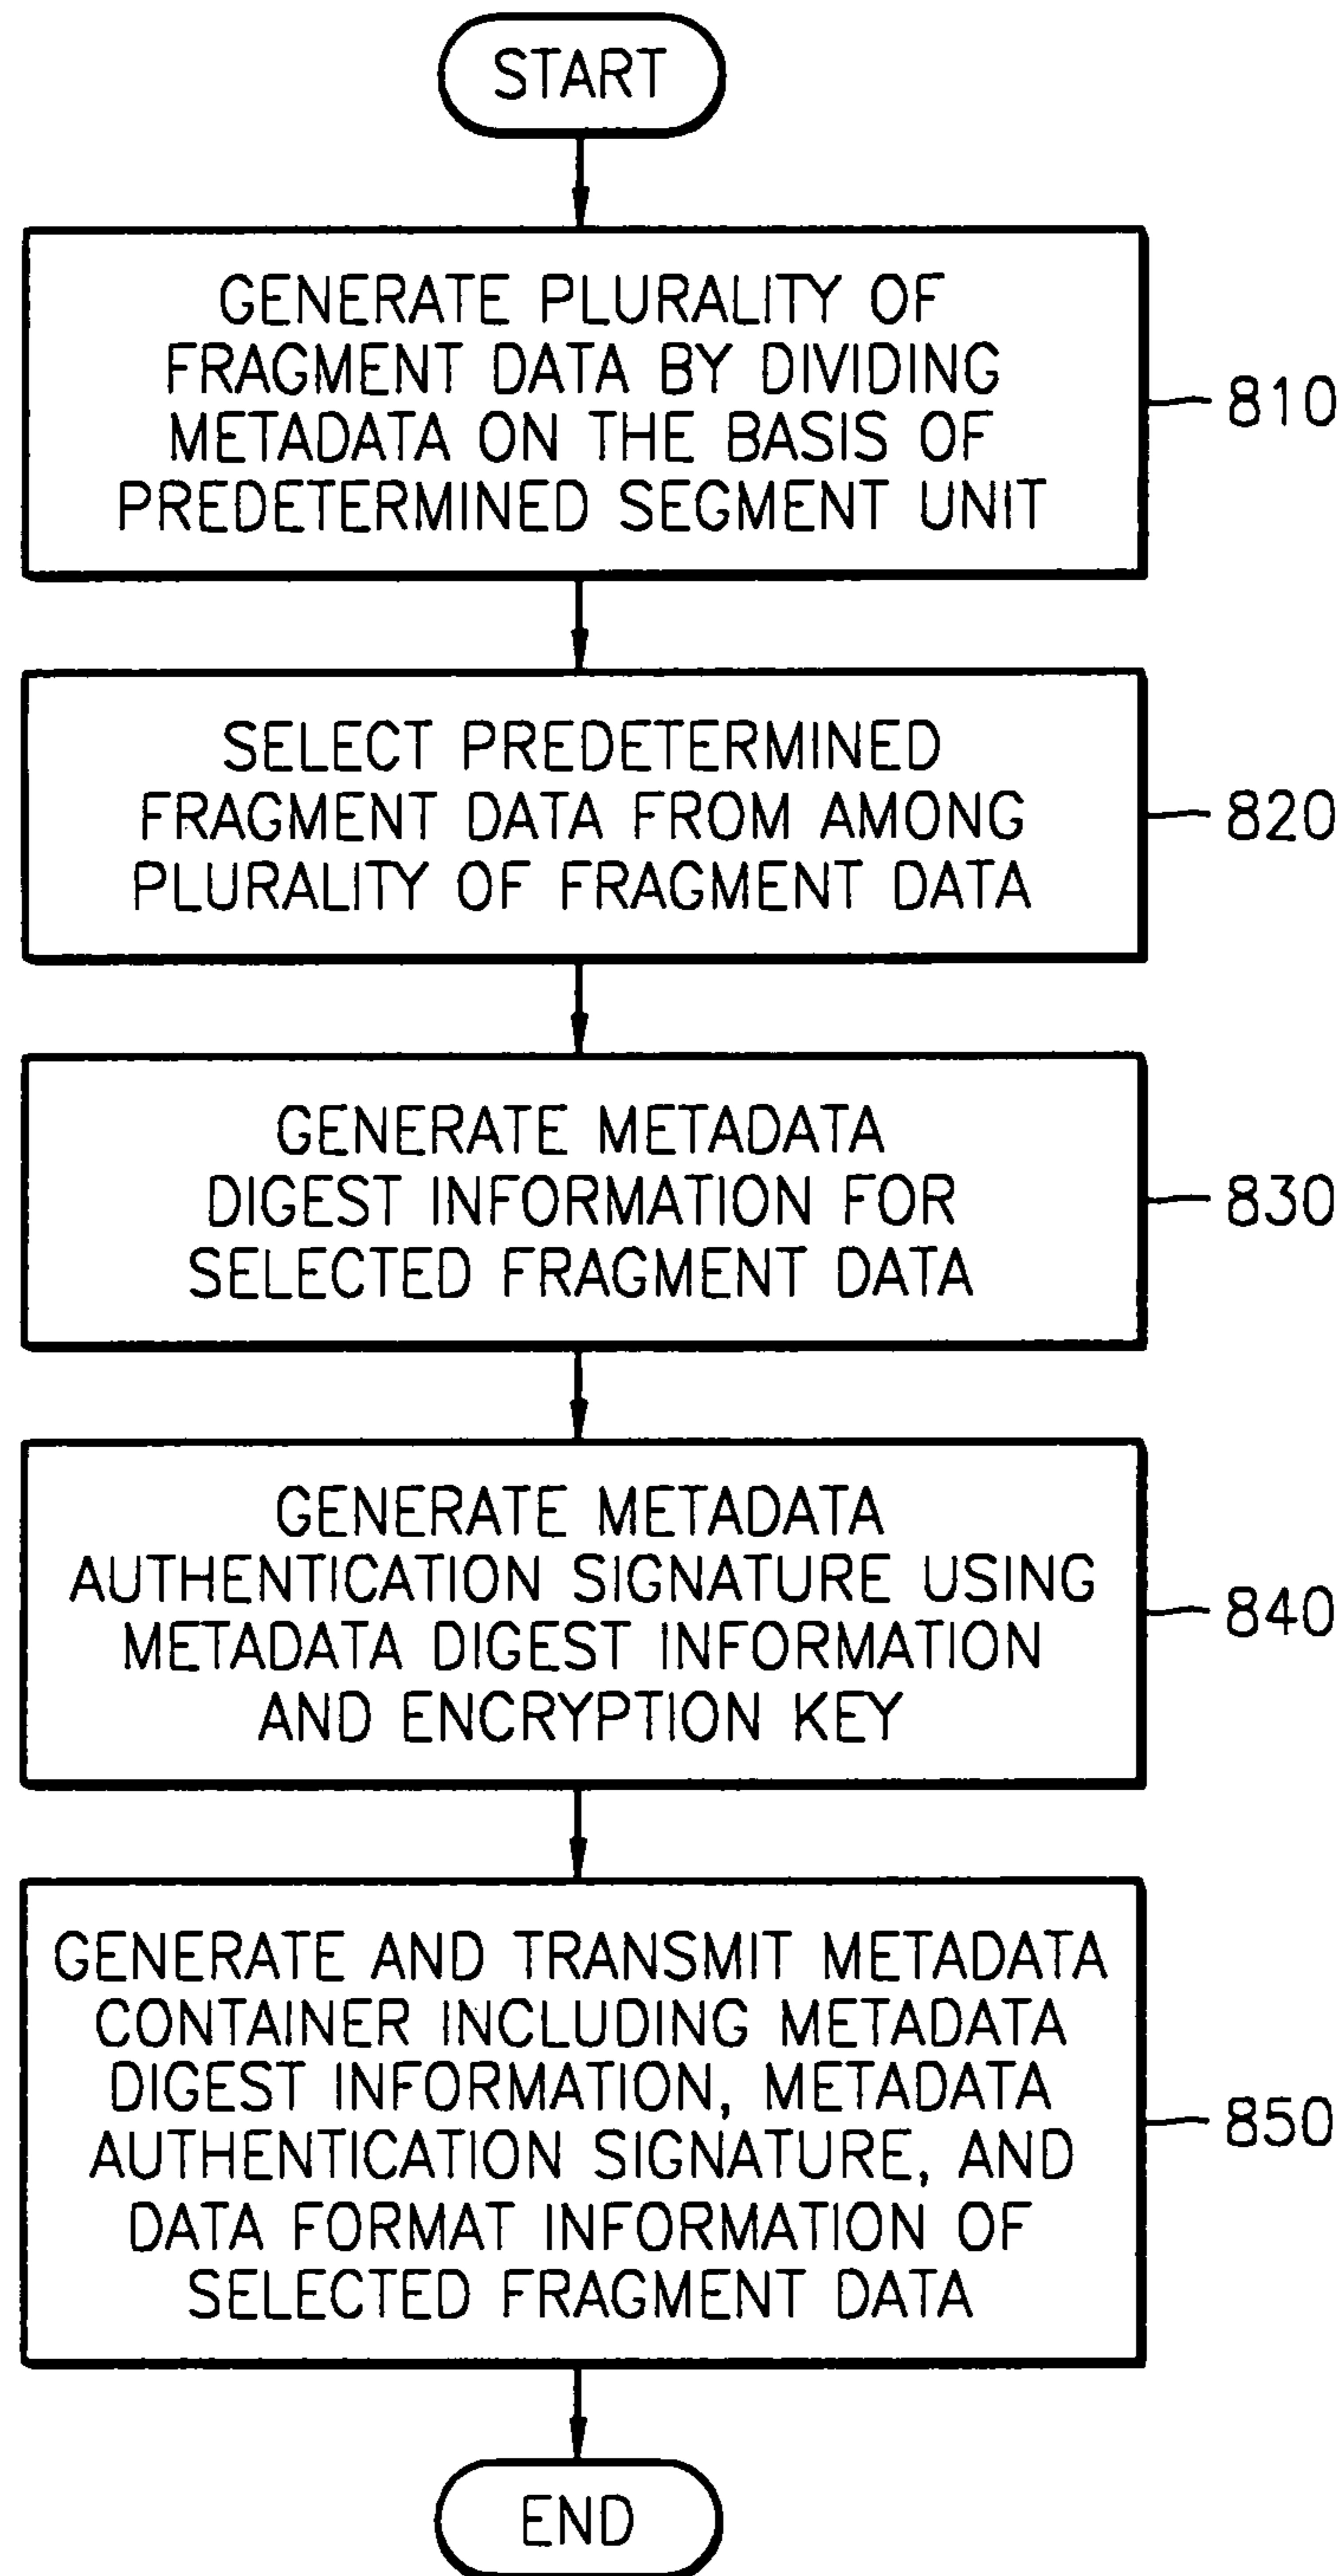 START
GENERATE PLURALITY OF
FRAGMENT DATA BY DIVIDING
METADATA ON THE BASIS OF
PREDETERMINED SEGMENT UNIT
810
SELECT PREDETERMINED
FRAGMENT DATA FROM AMONG
PLURALITY OF FRAGMENT DATA
820
GENERATE METADATA
DIGEST INFORMATION FOR
SELECTED FRAGMENT DATA
830
GENERATE METADATA
AUTHENTICATION SIGNATURE USING
METADATA DIGEST INFORMATION
AND ENCRYPTION KEY
840
GENERATE AND TRANSMIT METADATA
CONTAINER INCLUDING METADATA
DIGEST INFORMATION, METADATA
AUTHENTICATION SIGNATURE, AND
DATA FORMAT INFORMATION OF
SELECTED FRAGMENT DATA
850
END